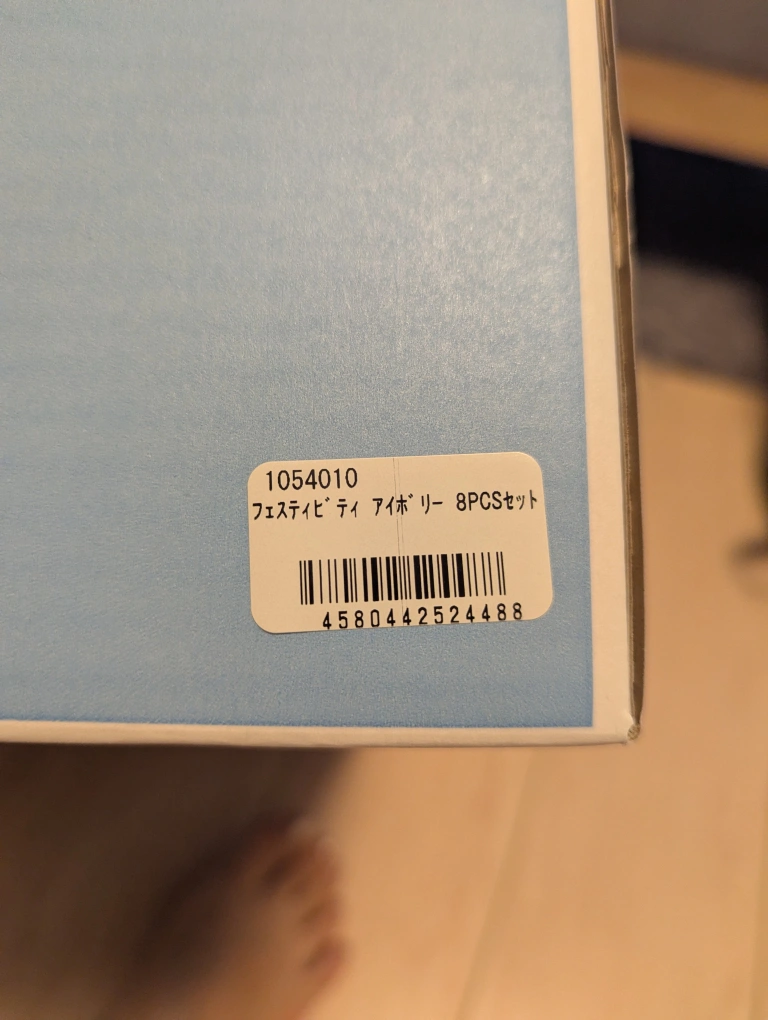 1054010
ﾌｪｽﾃｨﾋﾞﾃｨ ｱｲﾎﾞﾘｰ 8PCSｾｯﾄ
4580442524488